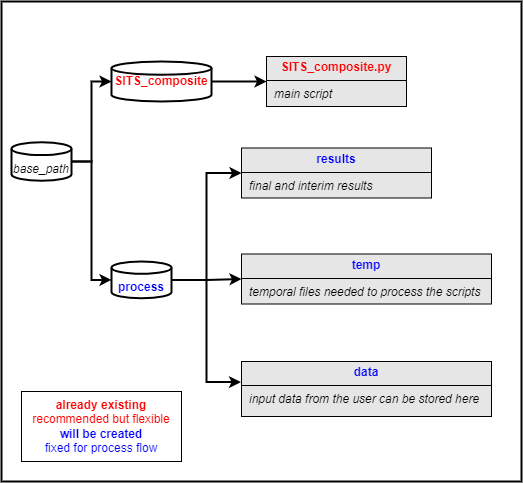 SITS_composite.py
SITS_composite
main script
base_path
results
final and interim results
process
temp
temporal files needed to process the scripts
data
input data from the user can be stored here
already existing
recommended but flexible
will be created
fixed for process flow